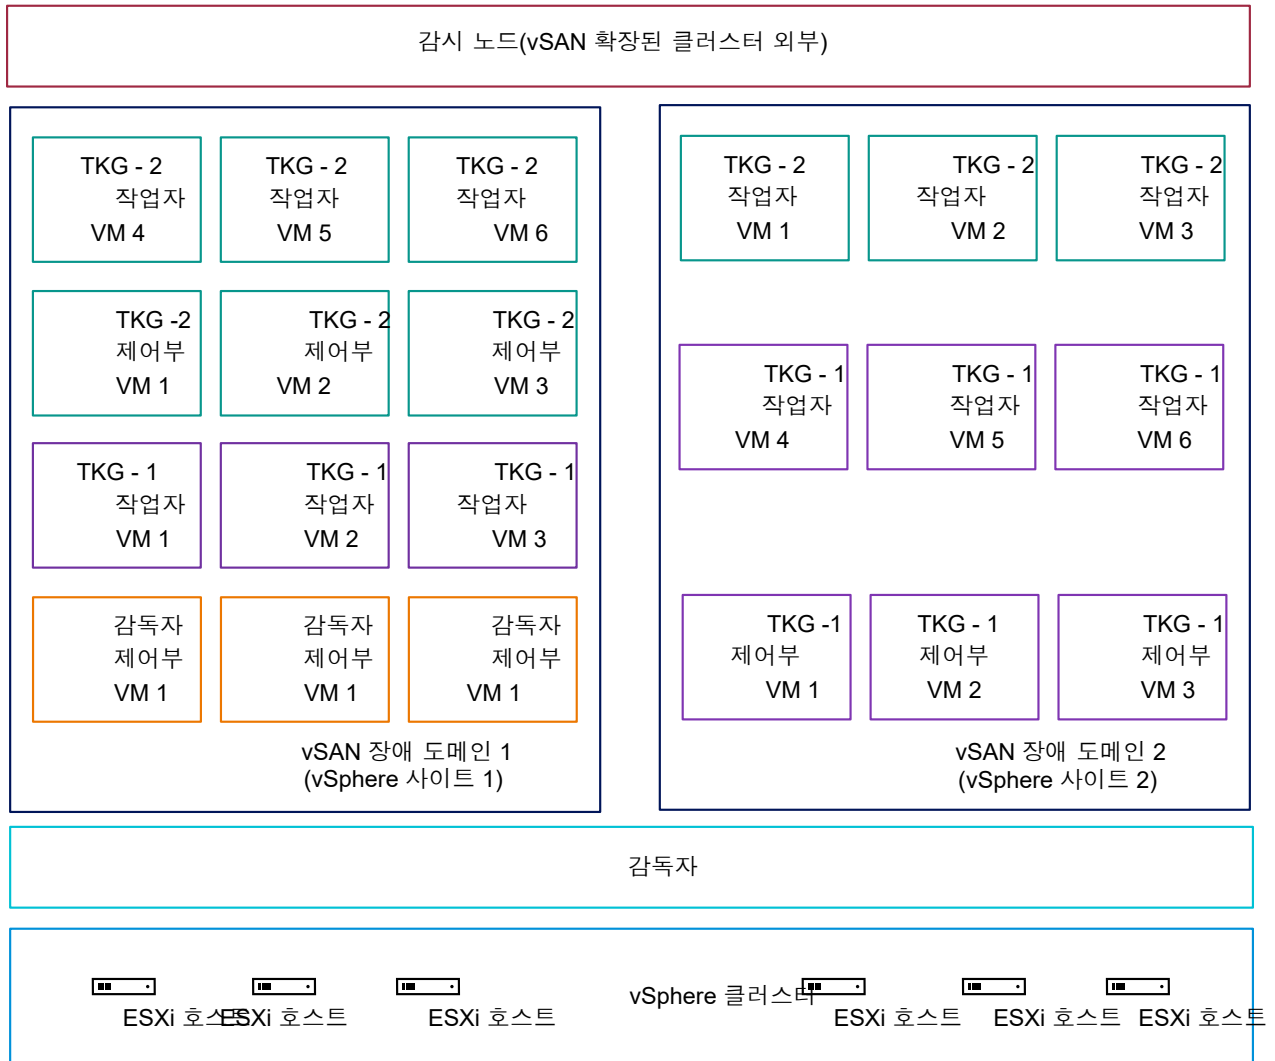 감시 노드(vSAN 확장된 클러스터 외부)
TKG - 2
작업자
VM 4
TKG - 2
작업자
VM 5
TKG - 2
작업자
VM 6
TKG -2
제어부
VM 1
TKG - 2
제어부
VM 2
TKG - 2
제어부
VM 3
TKG - 1
작업자
VM 1
TKG - 1
작업자
VM 2
TKG - 1
작업자
VM 3
감독자
제어부
VM 1
감독자
제어부
VM 1
감독자
제어부
VM 1
vSAN 장애 도메인 1
(vSphere 사이트 1)
TKG - 2
작업자
VM 1
TKG - 2
작업자
VM 2
TKG - 2
작업자
VM 3
TKG - 1
작업자
VM 4
TKG - 1
작업자
VM 5
TKG - 1
작업자
VM 6
TKG -1
제어부
VM 1
TKG - 1
제어부
VM 2
TKG - 1
제어부
VM 3
vSAN 장애 도메인 2
(vSphere 사이트 2)
감독자
vSphere 클러스터
ESXi 호스트
ESXi 호스트
ESXi 호스트
ESXi 호스트
ESXi 호스트
ESXi 호스트